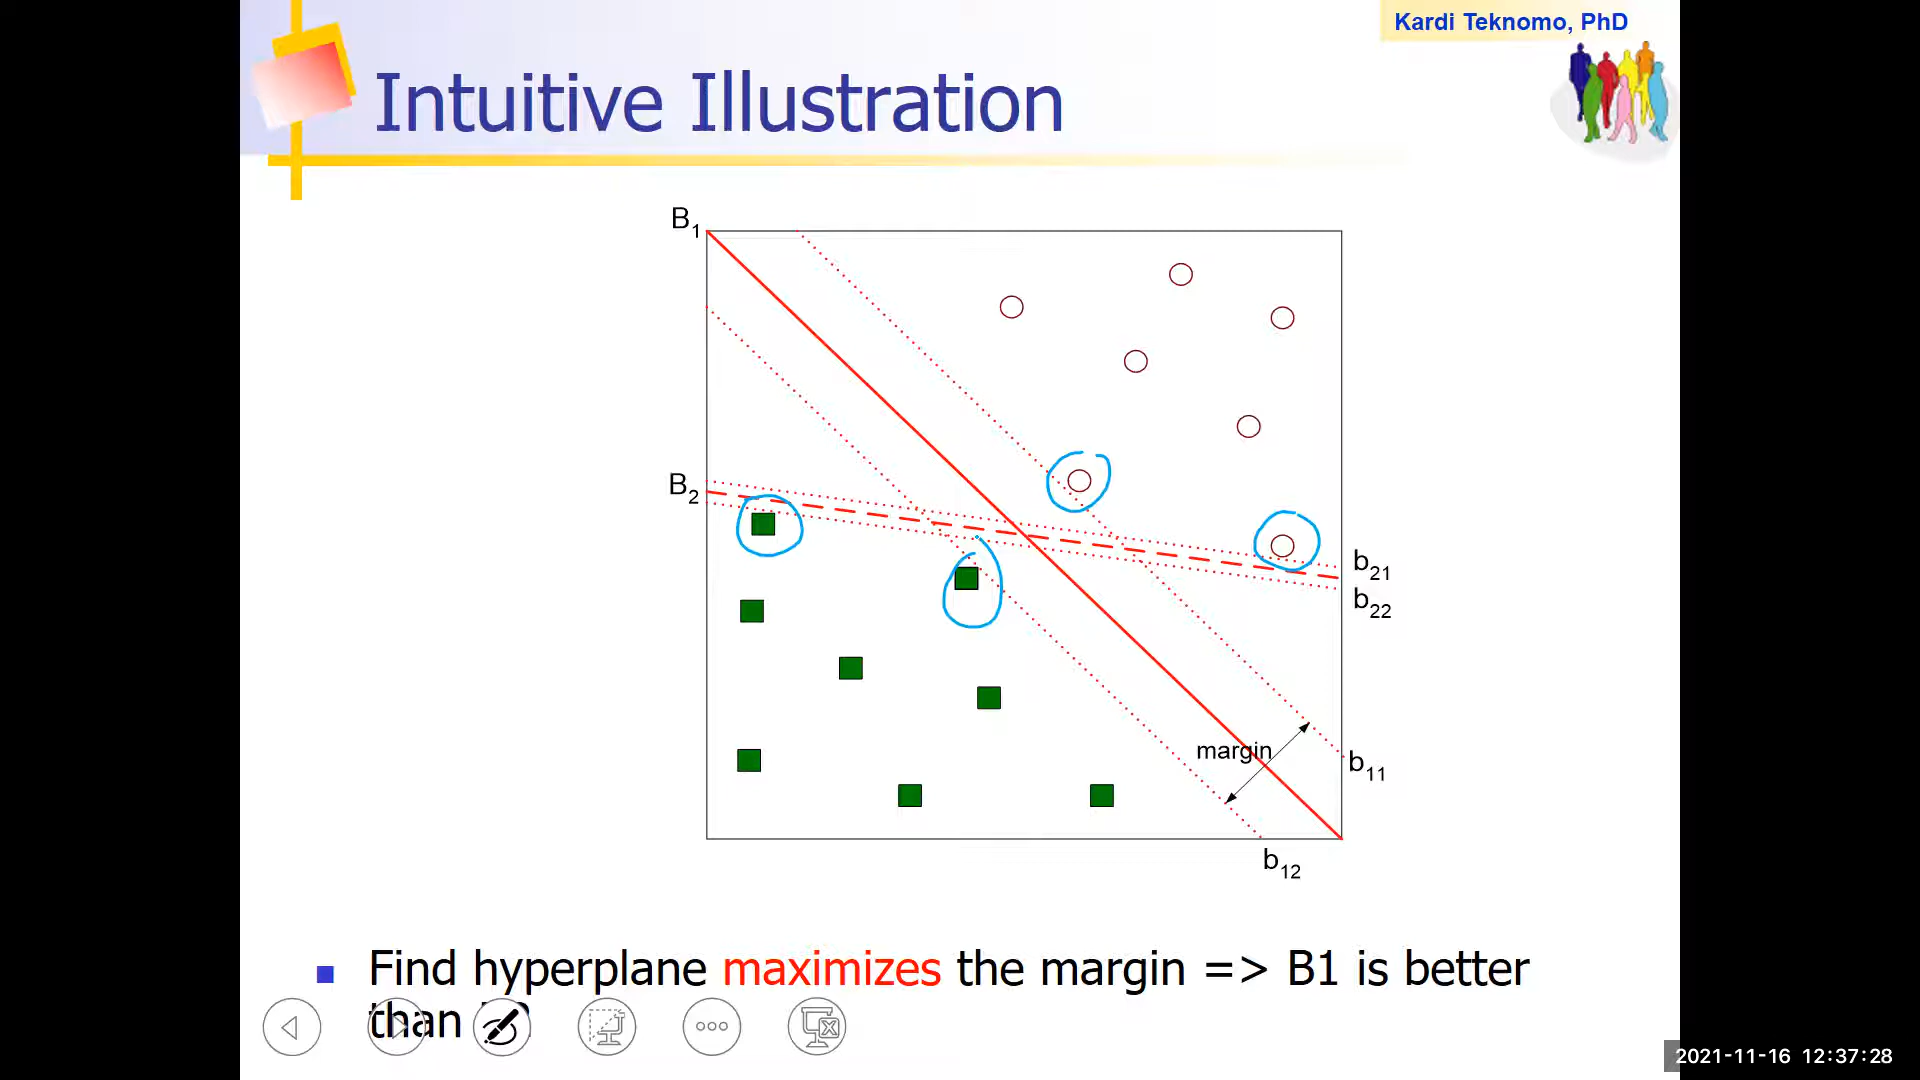 Kardi Teknomo, PhD
Intuitive Illustration
B1
B2
b21
b22
margin
b11
b12
Find hyperplane maximizes the margin => B1 is better
than
2021-11-16 12:37:28